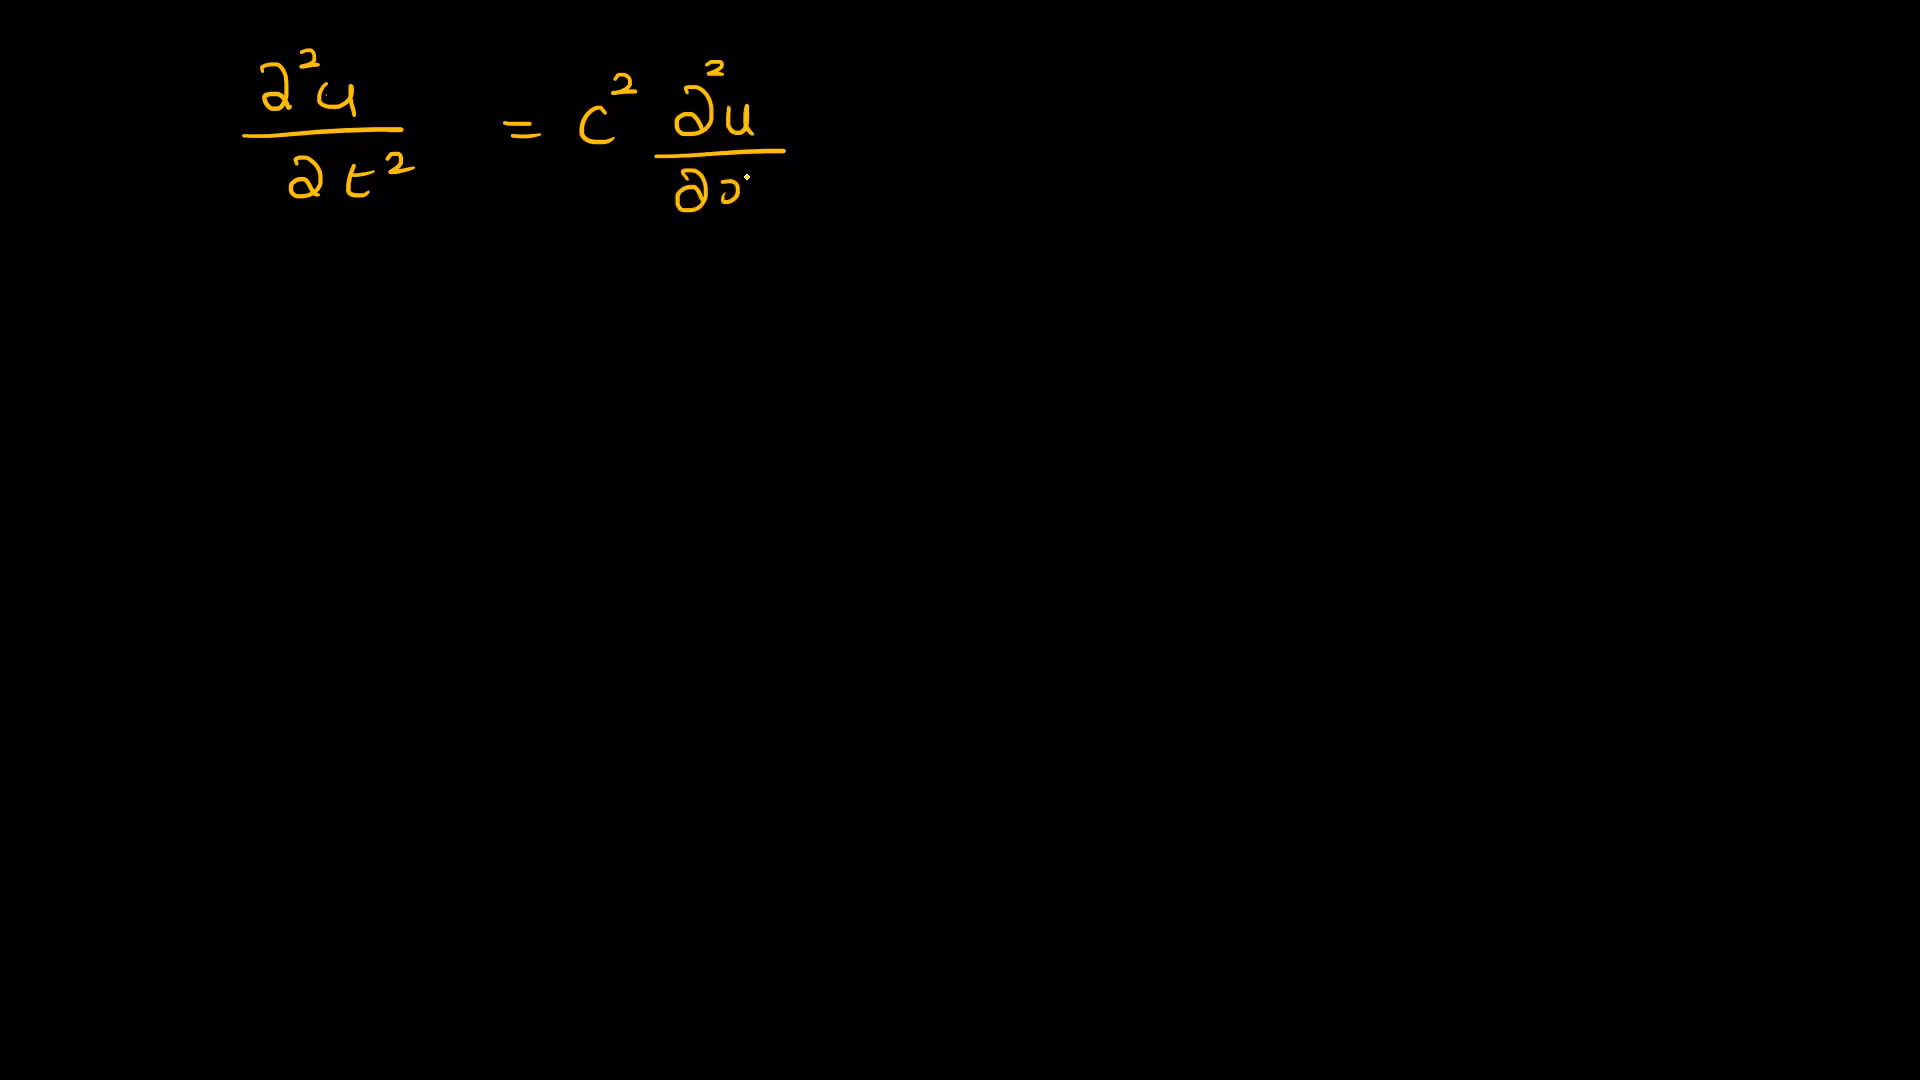 ∂²u/∂t² = c² ∂²u/∂